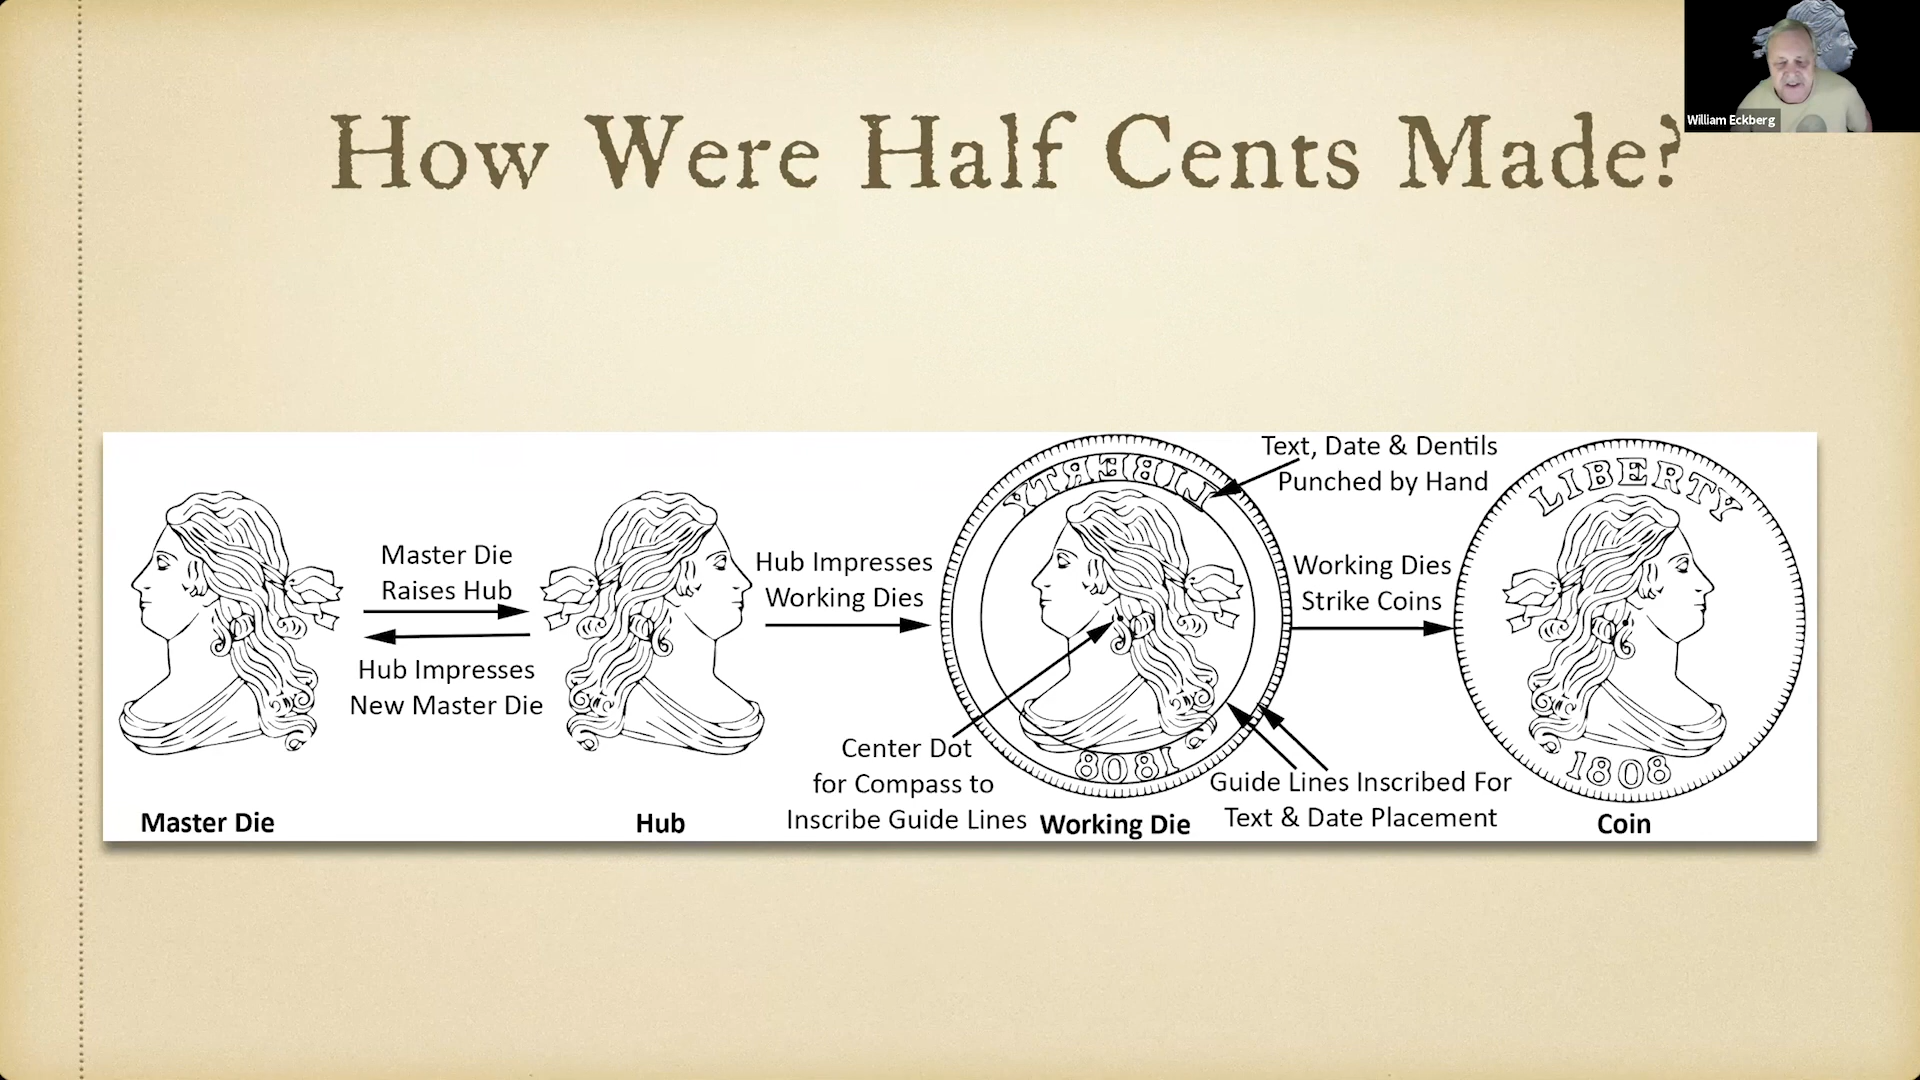 How Were Half Cents Made?
William Eckberg
Master Die
Raises Hub
Hub Impresses
New Master Die
Hub Impresses
Working Dies
Text, Date & Dentils
Punched by Hand
LIBERTY
1808
Center Dot
for Compass to
Inscribe Guide Lines
Guide Lines Inscribed For
Text & Date Placement
Working Dies
Strike Coins
LIBERTY
1808
Master Die
Hub
Working Die
Coin